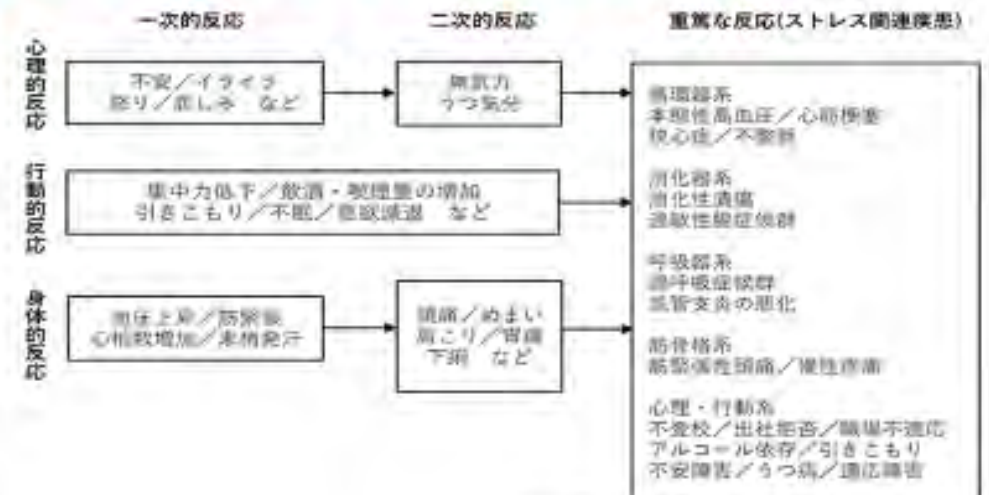 一次的反応
二次的反応
重篤な反応(ストレス関連疾患)
心理的反応
不安／イライラ
怒り／悲しみ など
無気力
うつ気分
行動的反応
集中力低下／飲酒・喫煙量の増加
引きこもり／不眠／意欲減退 など
身体的反応
血圧上昇／筋緊張
心拍数増加／末梢発汗
頭痛／めまい
肩こり／胃痛
下痢 など
循環器系
本態性高血圧／心筋梗塞
狭心症／不整脈
消化器系
消化性潰瘍
過敏性腸症候群
呼吸器系
過呼吸症候群
気管支炎の悪化
筋骨格系
筋緊張性頭痛／慢性疼痛
心理・行動系
不登校／出社拒否／職場不適応
アルコール依存／引きこもり
不安障害／うつ病／適応障害